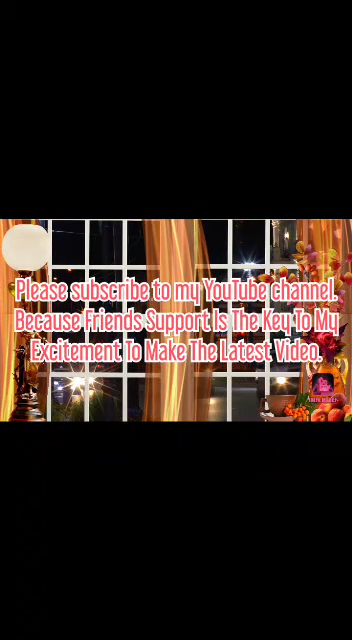 Please subscribe to my YouTube channel.
Because Friends Support Is The Key To My
Excitement To Make The Latest Video.